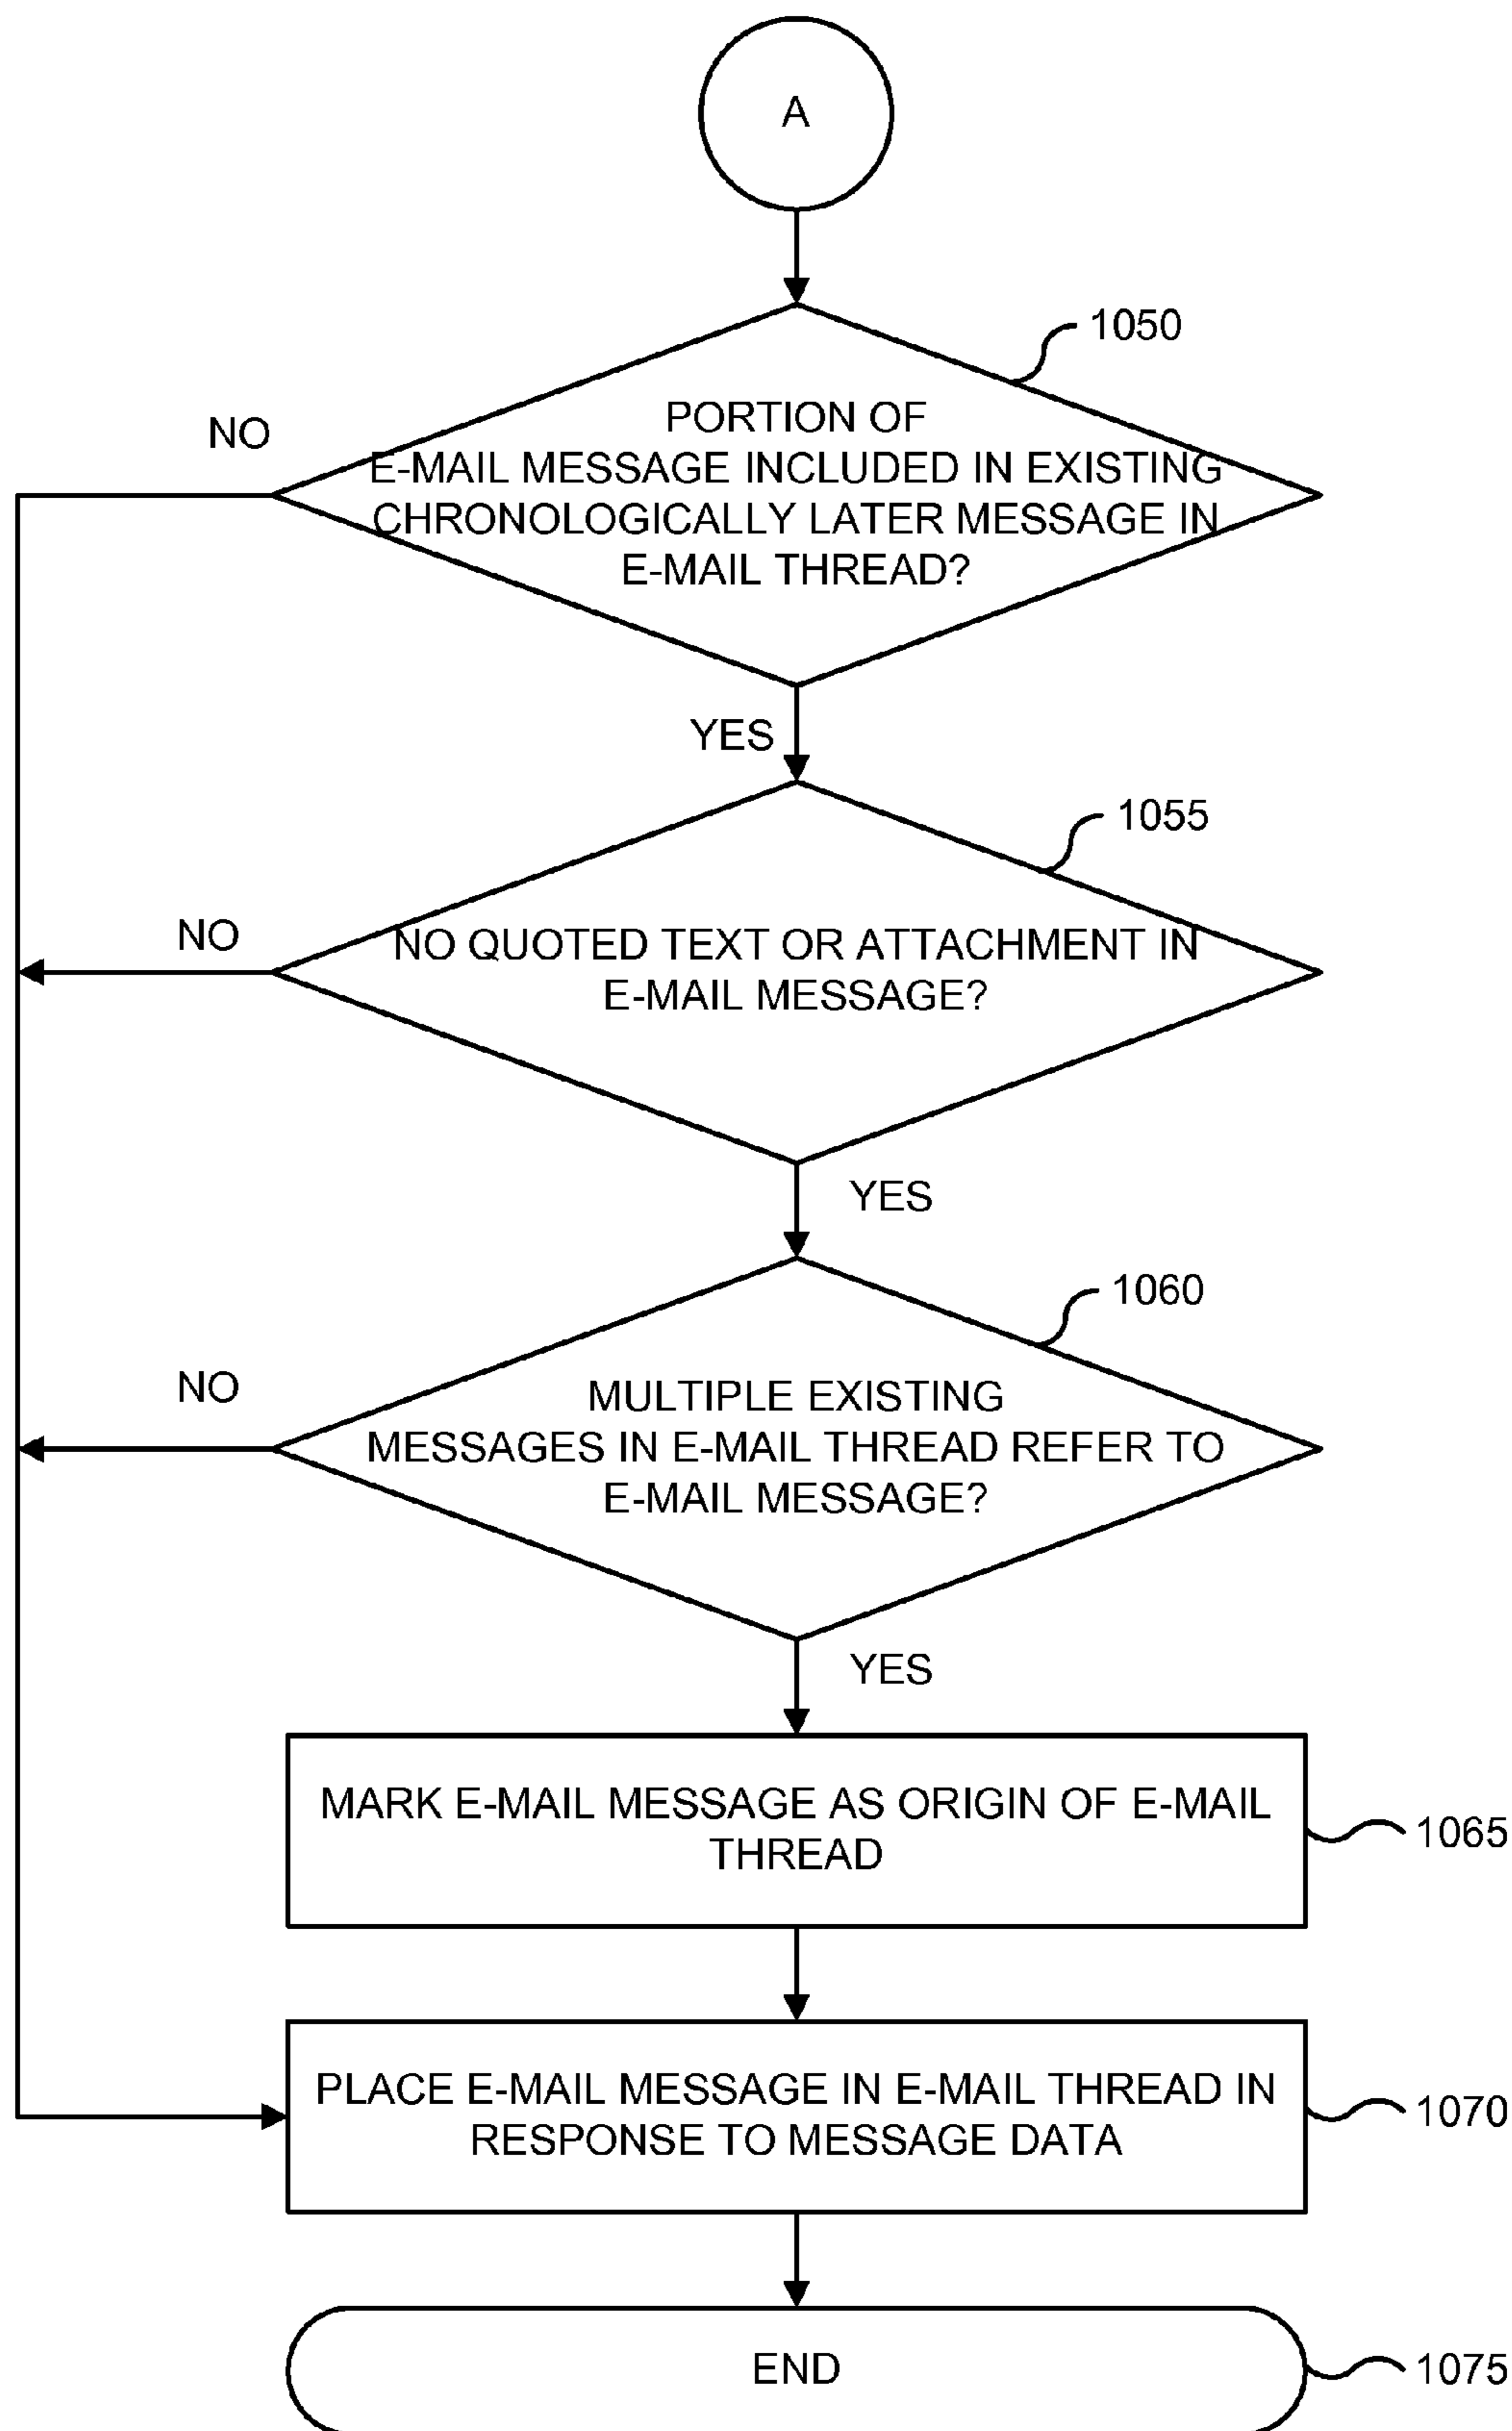 A
1050
NO
PORTION OF
E-MAIL MESSAGE INCLUDED IN EXISTING
CHRONOLOGICALLY LATER MESSAGE IN
E-MAIL THREAD?
YES
1055
NO
NO QUOTED TEXT OR ATTACHMENT IN
E-MAIL MESSAGE?
YES
1060
NO
MULTIPLE EXISTING
MESSAGES IN E-MAIL THREAD REFER TO
E-MAIL MESSAGE?
YES
MARK E-MAIL MESSAGE AS ORIGIN OF E-MAIL
THREAD
1065
PLACE E-MAIL MESSAGE IN E-MAIL THREAD IN
RESPONSE TO MESSAGE DATA
1070
END
1075